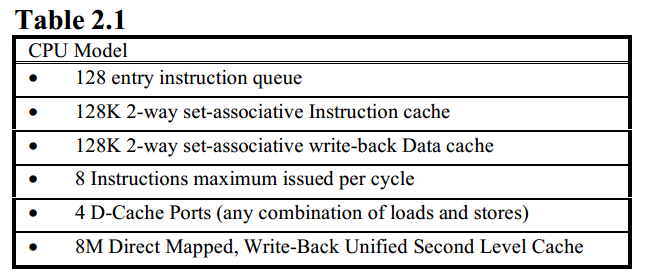 Table 2.1
CPU Model
• 128 entry instruction queue
• 128K 2-way set-associative Instruction cache
• 128K 2-way set-associative write-back Data cache
• 8 Instructions maximum issued per cycle
• 4 D-Cache Ports (any combination of loads and stores)
• 8M Direct Mapped, Write-Back Unified Second Level Cache